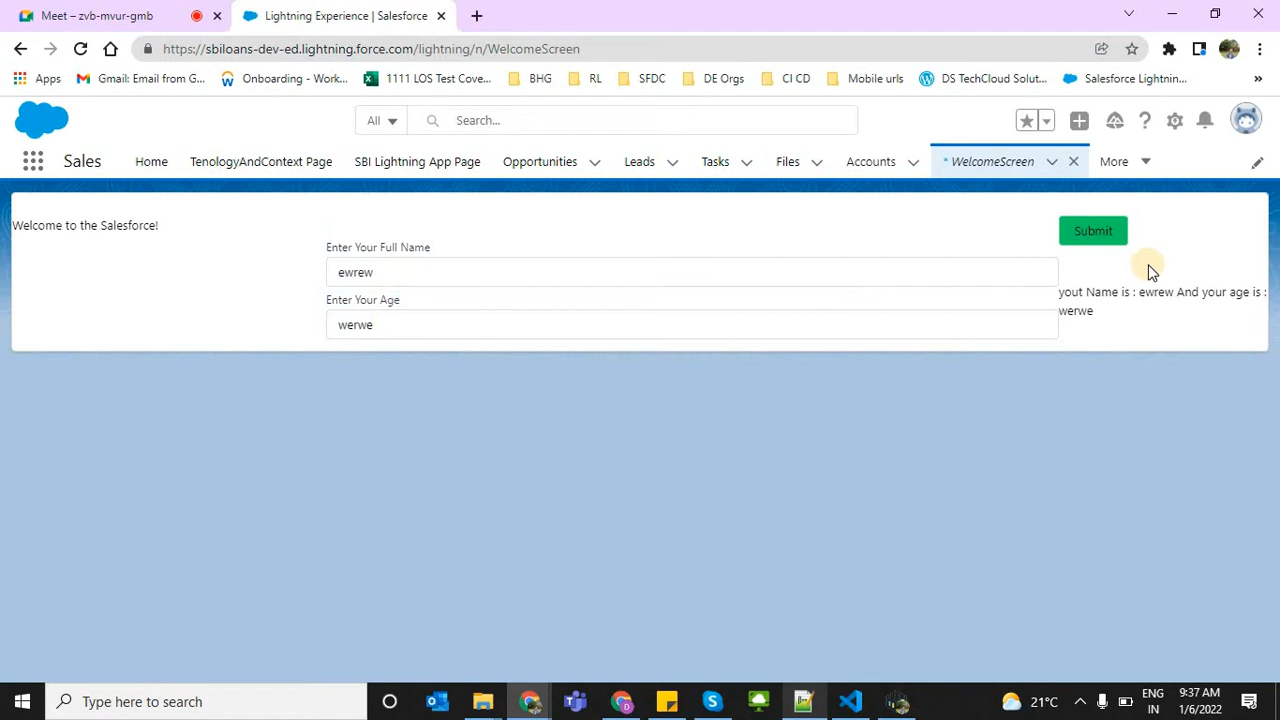 Meet – zvb-mvur-gmb
Lightning Experience | Salesforce
https://sbiloans-dev-ed.lightning.force.com/lightning/n/WelcomeScreen
Apps
Gmail: Email from G...
Onboarding - Work...
1111 LOS Test Cove...
BHG
RL
SFDC
DE Orgs
CI CD
Mobile urls
DS TechCloud Solut...
Salesforce Lightnin...
»
All
Search...
Sales
Home
TenologyAndContext Page
SBI Lightning App Page
Opportunities
Leads
Tasks
Files
Accounts
* WelcomeScreen
More
Welcome to the Salesforce!
Submit
Enter Your Full Name
ewrew
Enter Your Age
werwe
yout Name is : ewrew And your age is :
werwe
Type here to search
21°C
ENG
IN
9:37 AM
1/6/2022